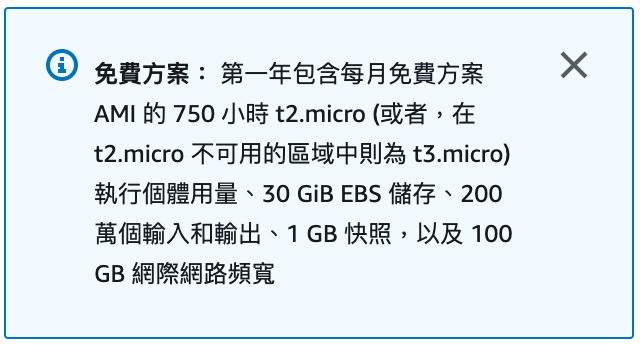 免費方案： 第一年包含每月免費方案
AMI 的 750 小時 t2.micro (或者，在
t2.micro 不可用的區域中則為 t3.micro)
執行個體用量、30 GiB EBS 儲存、200
萬個輸入和輸出、1 GB 快照，以及 100
GB 網際網路頻寬